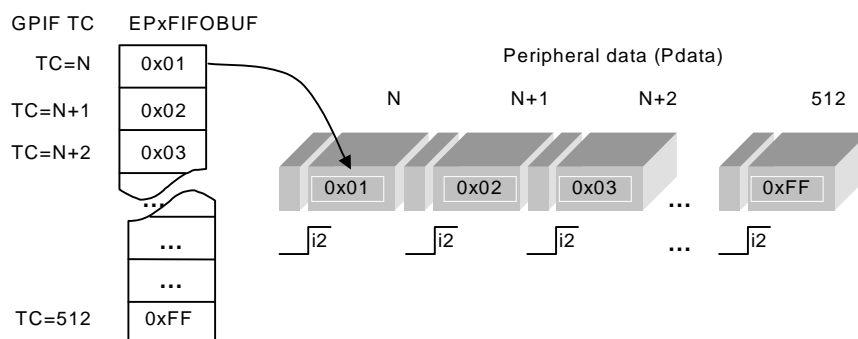 GPIF TC EPxFIFOBUF
TC=N 0x01
TC=N+1 0x02
TC=N+2 0x03
...
...
...
TC=512 0xFF
Peripheral data (Pdata)
N N+1 N+2 512
0x01 0x02 0x03 ... 0xFF
i2 i2 i2 ... i2